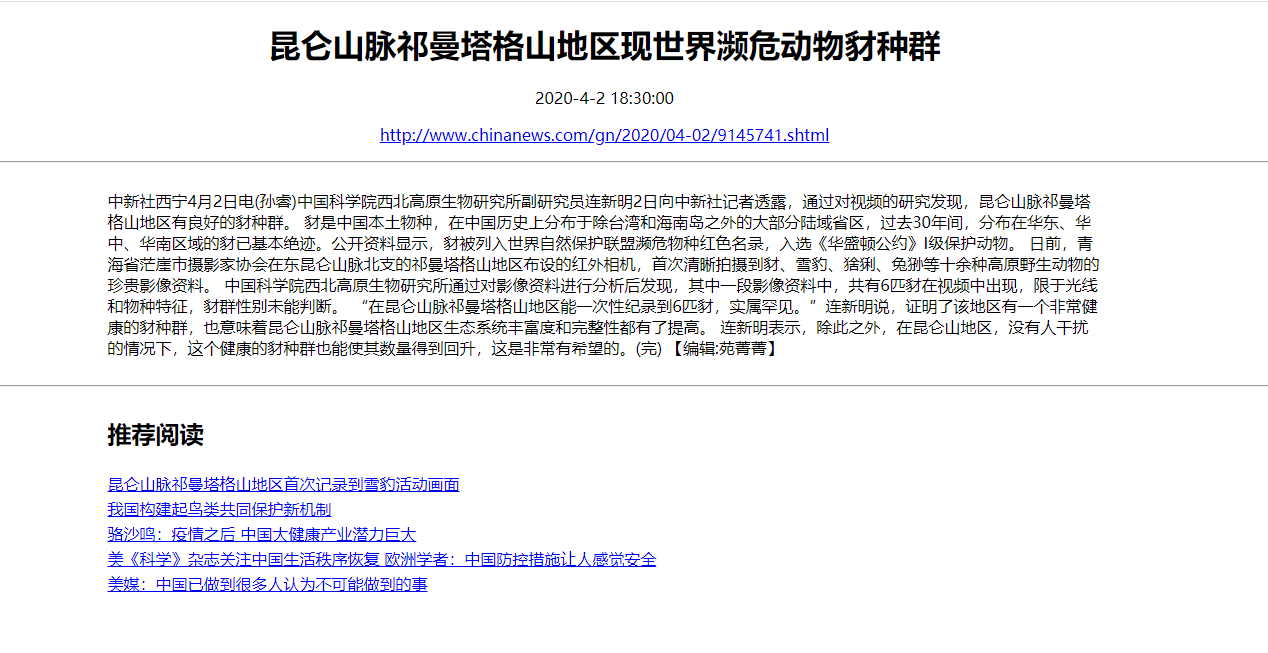 昆仑山脉祁曼塔格山地区现世界濒危动物豺种群
2020-4-2 18:30:00
http://www.chinanews.com/gn/2020/04-02/9145741.shtml
中新社西宁4月2日电(孙睿)中国科学院西北高原生物研究所副研究员连新明2日向中新社记者透露，通过对视频的研究发现，昆仑山脉祁曼塔
格山地区有良好的豺种群。 豺是中国本土物种，在中国历史上分布于除台湾和海南岛之外的大部分陆域省区，过去30年间，分布在华东、华
中、华南区域的豺已基本绝迹。公开资料显示，豺被列入世界自然保护联盟濒危物种红色名录，入选《华盛顿公约》I级保护动物。 日前，青
海省茫崖市摄影家协会在东昆仑山脉北支的祁曼塔格山地区布设的红外相机，首次清晰拍摄到豺、雪豹、猞猁、兔狲等十余种高原野生动物的
珍贵影像资料。 中国科学院西北高原生物研究所通过对影像资料进行分析后发现，其中一段影像资料中，共有6匹豺在视频中出现，限于光线
和物种特征，豺群性别未能判断。 “在昆仑山脉祁曼塔格山地区能一次性纪录到6匹豺，实属罕见。”连新明说，证明了该地区有一个非常健
康的豺种群，也意味着昆仑山脉祁曼塔格山地区生态系统丰富度和完整性都有了提高。 连新明表示，除此之外，在昆仑山地区，没有人干扰
的情况下，这个健康的豺种群也能使其数量得到回升，这是非常有希望的。(完) 【编辑:苑菁菁】
推荐阅读
昆仑山脉祁曼塔格山地区首次记录到雪豹活动画面
我国构建起鸟类共同保护新机制
骆沙鸣：疫情之后 中国大健康产业潜力巨大
美《科学》杂志关注中国生活秩序恢复 欧洲学者：中国防控措施让人感觉安全
美媒：中国已做到很多人认为不可能做到的事